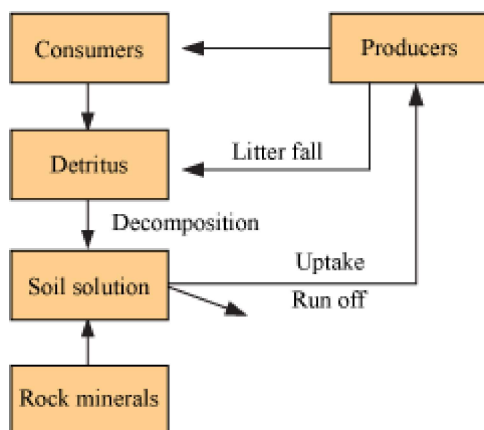 Consumers
Producers
Litter fall
Detritus
Decomposition
Uptake
Soil solution
Run off
Rock minerals